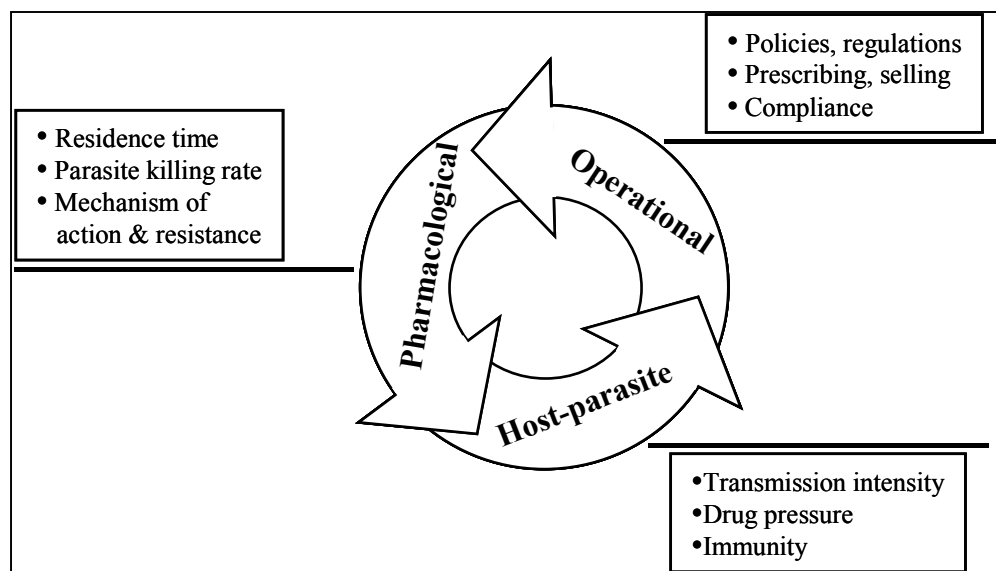 • Policies, regulations
• Prescribing, selling
• Compliance
• Residence time
• Parasite killing rate
• Mechanism of
action & resistance
Pharmacological
Operational
Host-parasite
•Transmission intensity
•Drug pressure
•Immunity